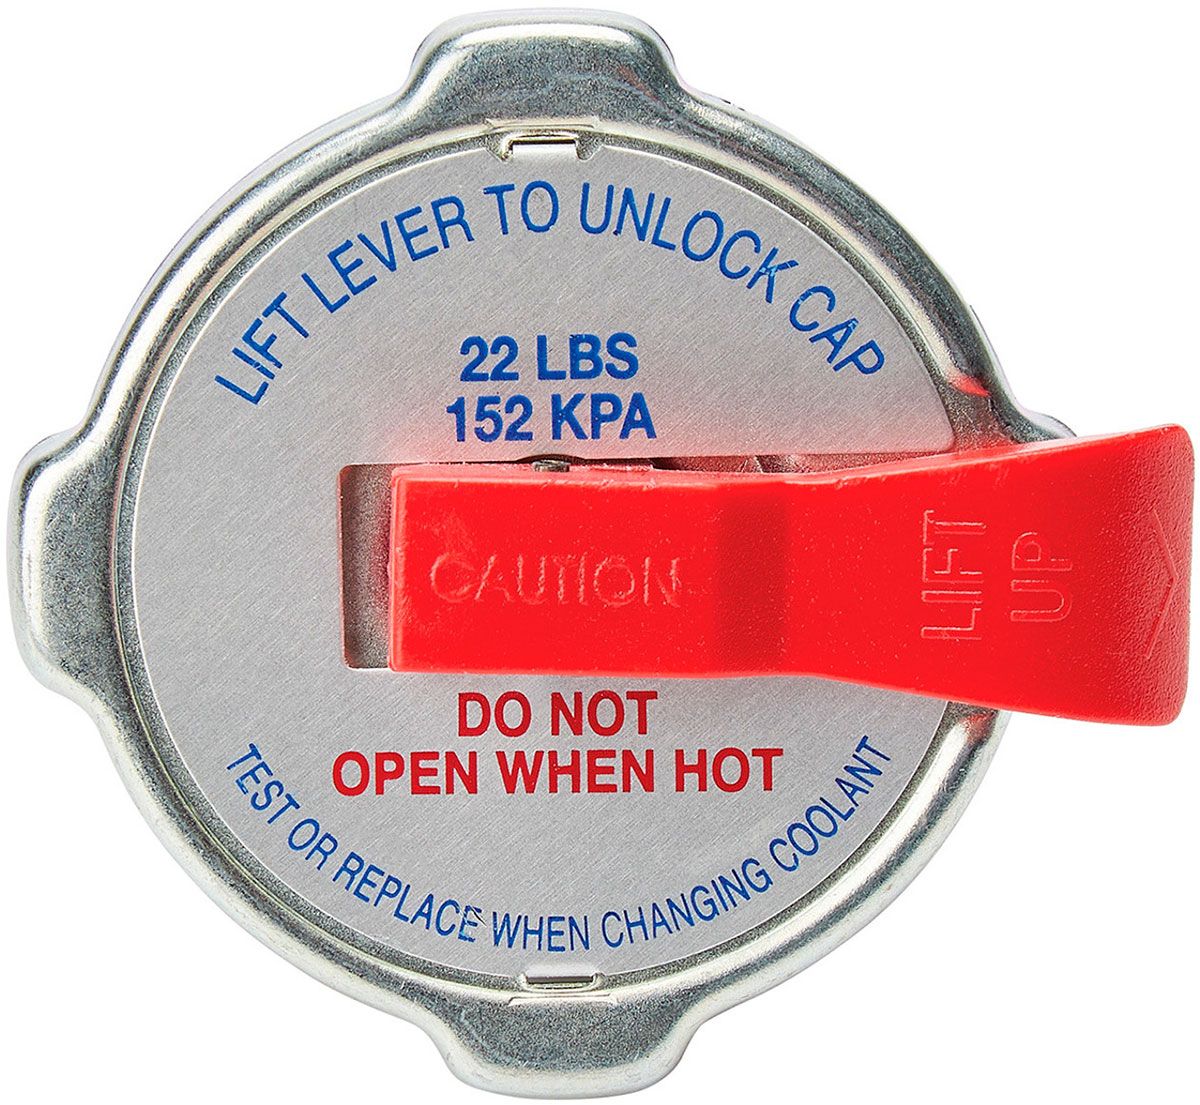 LIFT LEVER TO UNLOCK CAP
22 LBS
152 KPA
CAUTION
LIFT
UP
DO NOT
OPEN WHEN HOT
TEST OR REPLACE WHEN CHANGING COOLANT